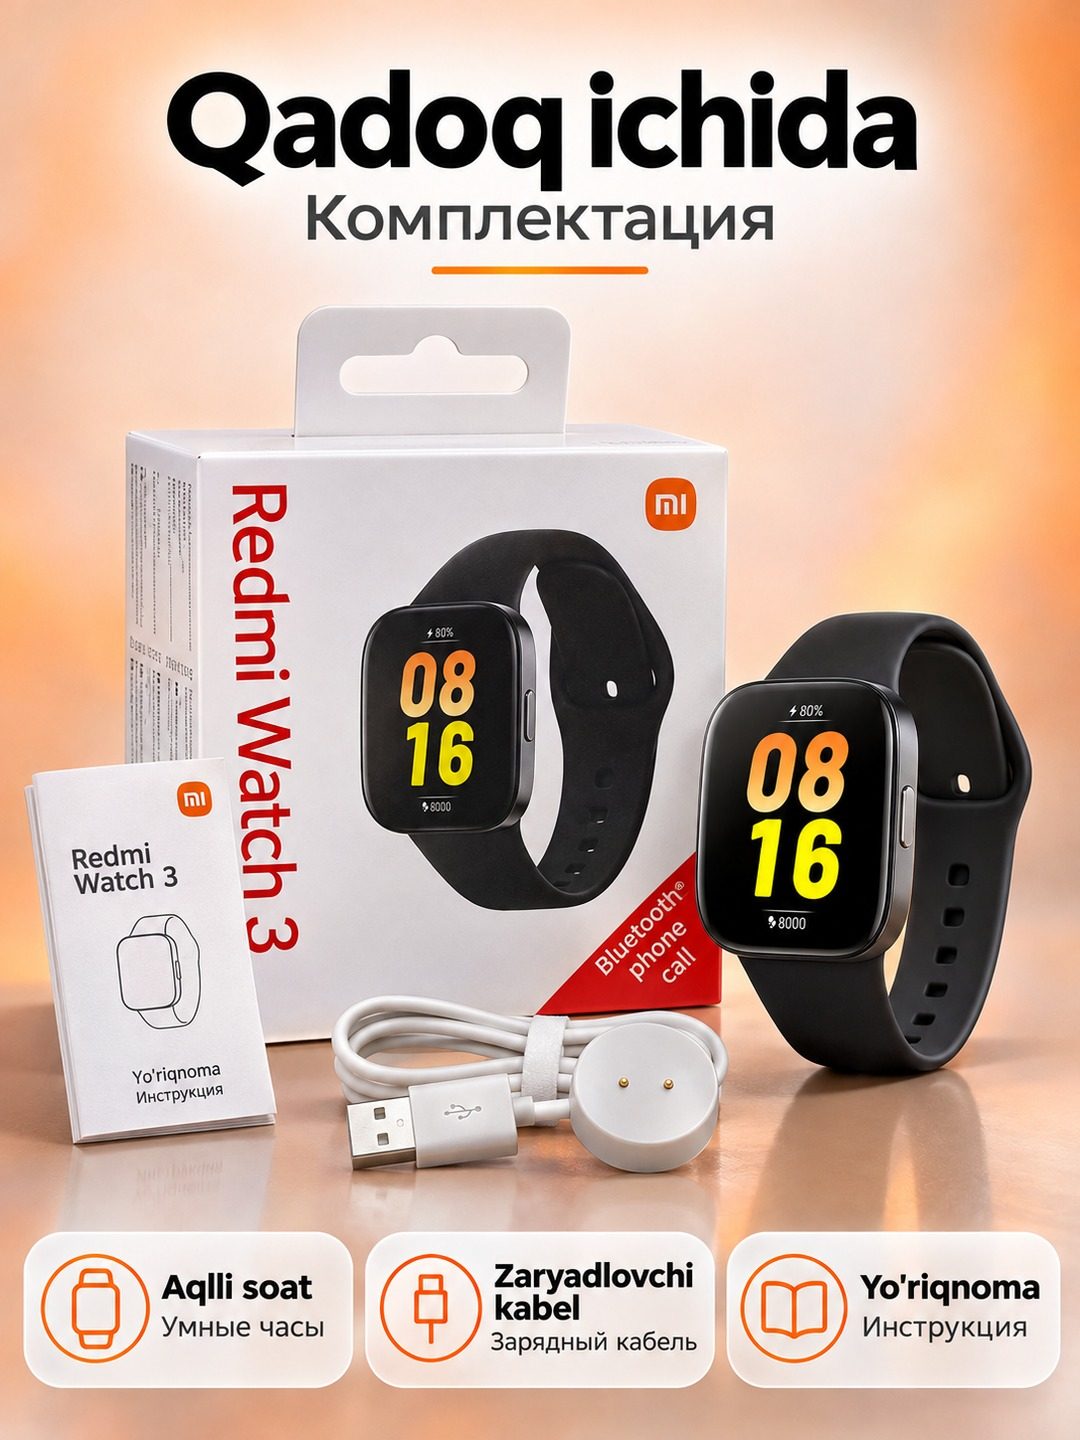 Qadoq ichida
Комплектация
Redmi Watch 3
mi
80%
08
16
8000
Bluetooth®
phone
call
80%
08
16
8000
mi
Redmi
Watch 3
Yo'riqnoma
Инструкция
Aqlli soat
Умные часы
Zaryadlovchi
kabel
Зарядный кабель
Yo'riqnoma
Инструкция